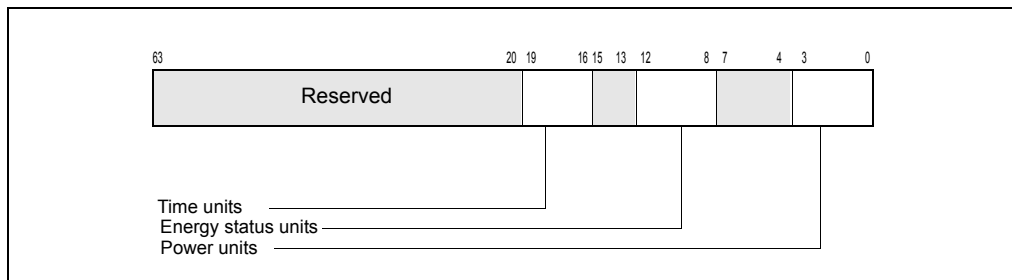 63 20 19 16 15 13 12 8 7 4 3 0
Reserved
Time units
Energy status units
Power units